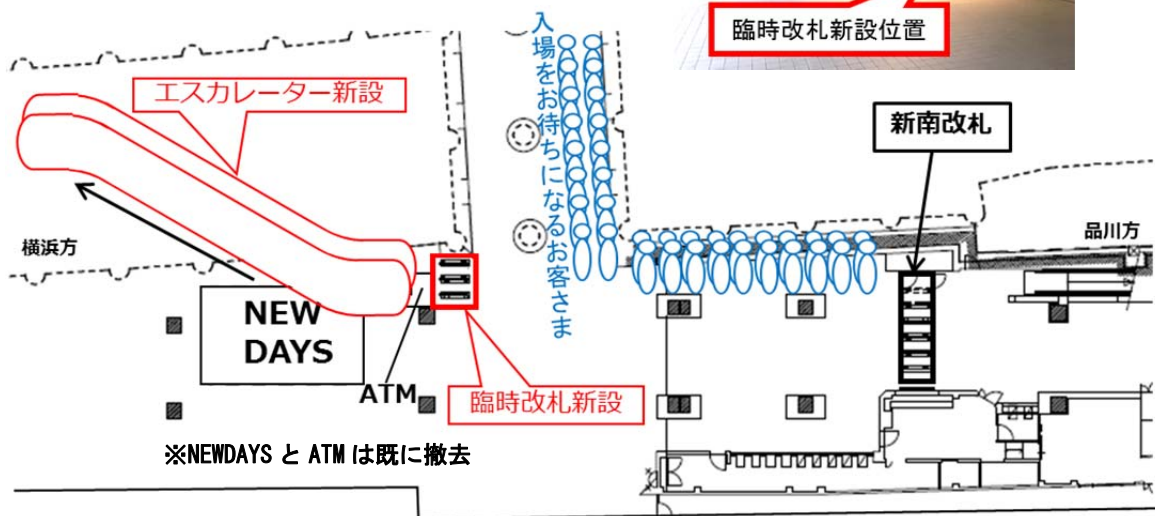 臨時改札新設位置
エスカレーター新設
入場をお待ちになるお客さま
新南改札
横浜方
品川方
NEW
DAYS
ATM
臨時改札新設
※NEWDAYS と ATM は既に撤去